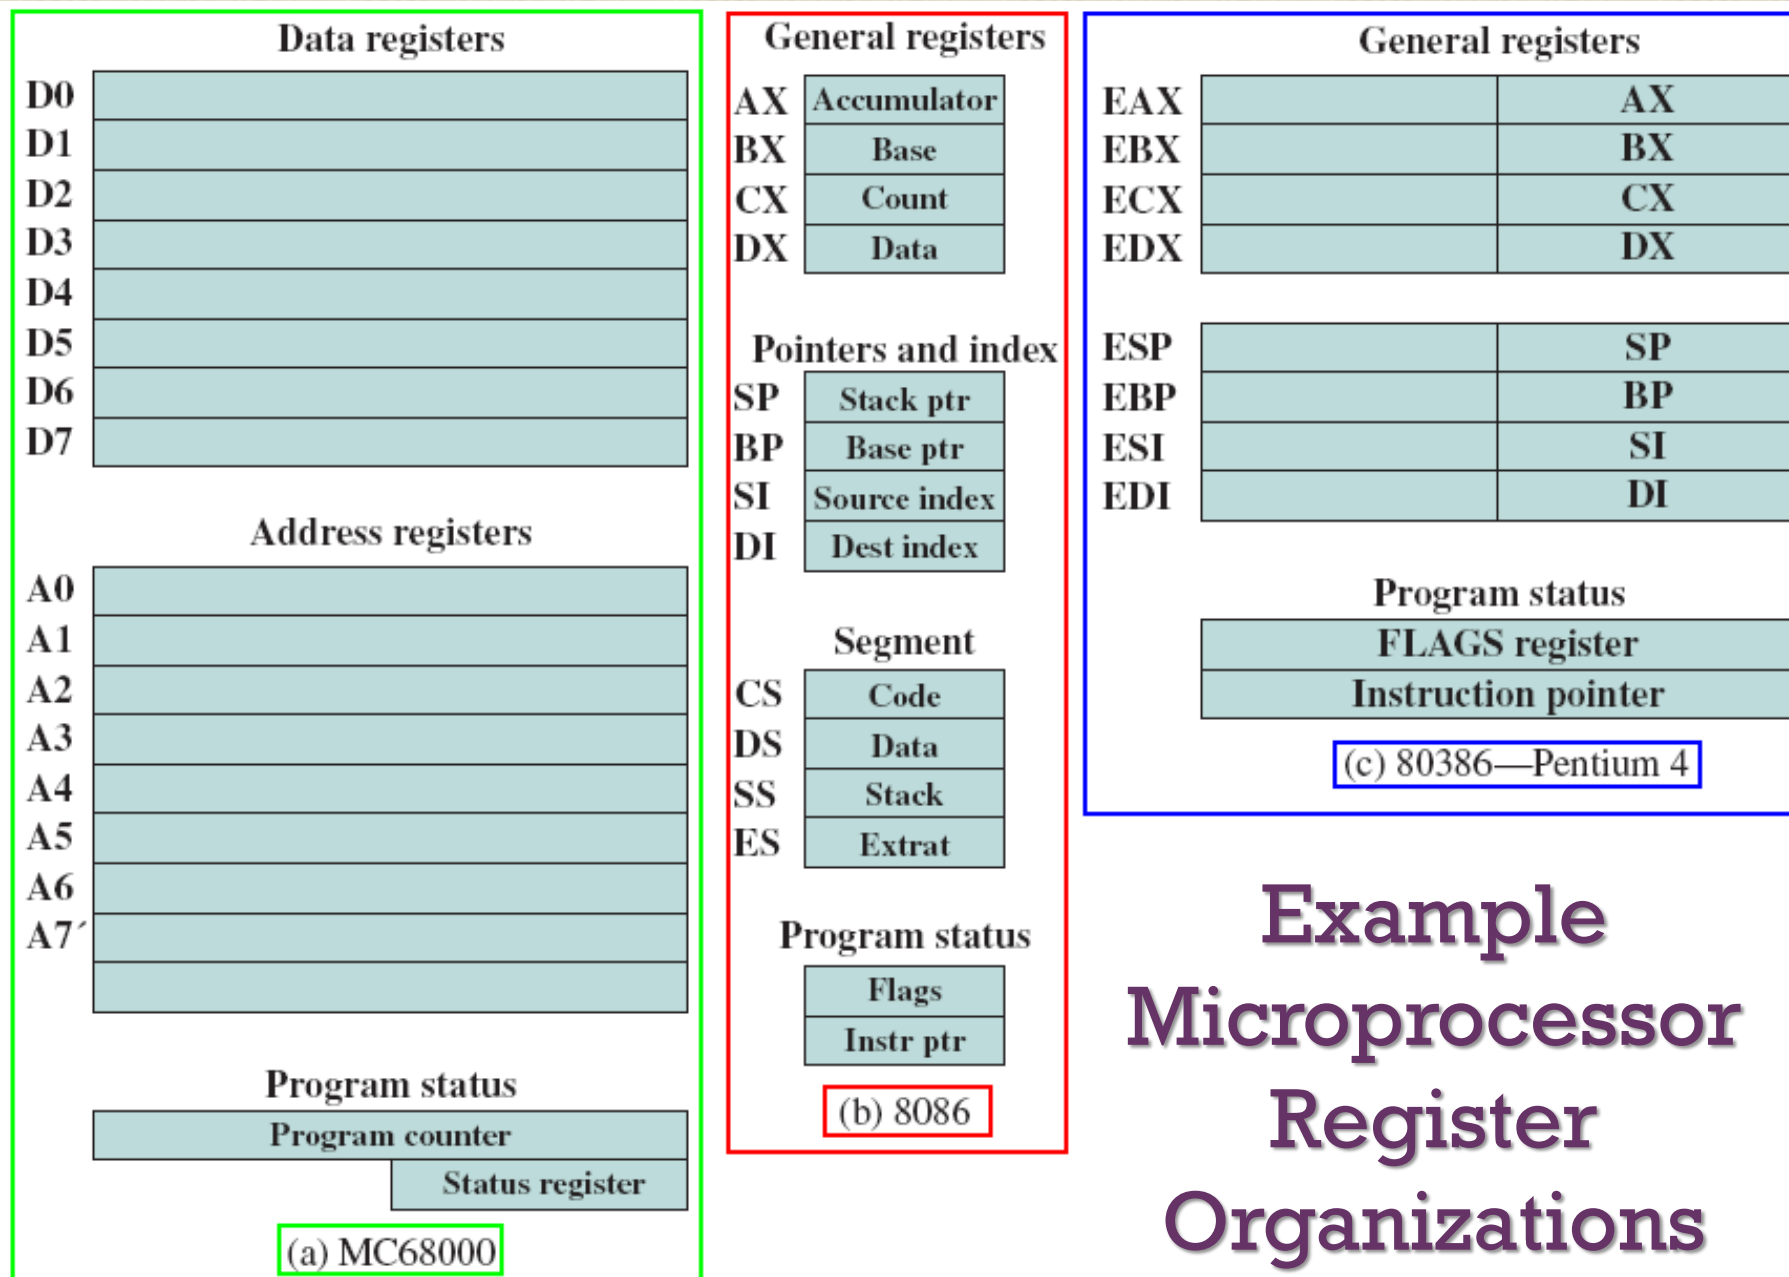 Data registers
D0
D1
D2
D3
D4
D5
D6
D7
Address registers
A0
A1
A2
A3
A4
A5
A6
A7´
Program status
Program counter
Status register
(a) MC68000
General registers
AX Accumulator
BX Base
CX Count
DX Data
Pointers and index
SP Stack ptr
BP Base ptr
SI Source index
DI Dest index
Segment
CS Code
DS Data
SS Stack
ES Extrat
Program status
Flags
Instr ptr
(b) 8086
General registers
EAX AX
EBX BX
ECX CX
EDX DX
ESP SP
EBP BP
ESI SI
EDI DI
Program status
FLAGS register
Instruction pointer
(c) 80386—Pentium 4
Example
Microprocessor
Register
Organizations